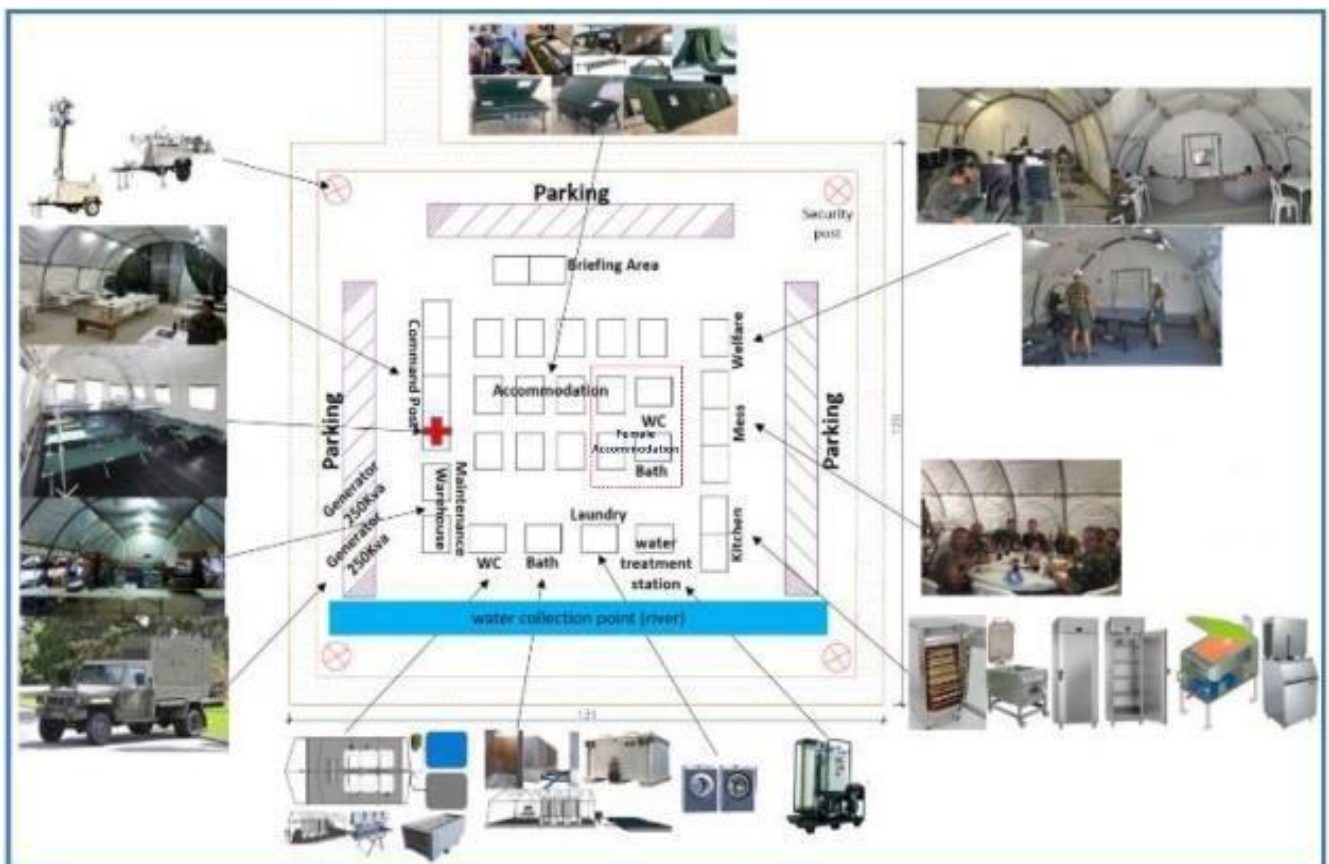 Parking
Security
post
Briefing Area
Command Post
Welfare
Accommodation
WC
Mess
Female
Accommodation
Bath
Parking
Parking
Generator
250Kva
Generator
250Kva
Maintenance
Warehouse
Laundry
Kitchen
WC
Bath
water
treatment
station
water collection point (river)